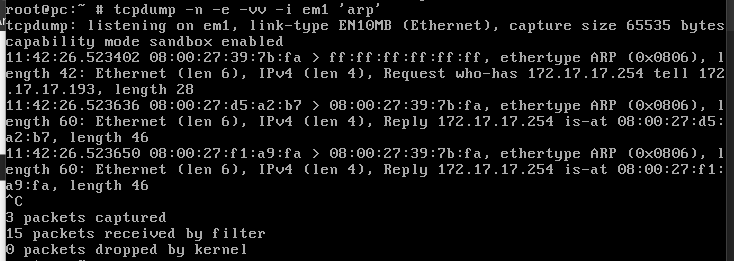 root@pc:~ # tcpdump -n -e -vv -i em1 'arp'
tcpdump: listening on em1, link-type EN10MB (Ethernet), capture size 65535 bytes
capability mode sandbox enabled
11:42:26.523402 08:00:27:39:7b:fa > ff:ff:ff:ff:ff:ff, ethertype ARP (0x0806), l
ength 42: Ethernet (len 6), IPv4 (len 4), Request who-has 172.17.17.254 tell 172
.17.17.193, length 28
11:42:26.523636 08:00:27:d5:a2:b7 > 08:00:27:39:7b:fa, ethertype ARP (0x0806), l
ength 60: Ethernet (len 6), IPv4 (len 4), Reply 172.17.17.254 is-at 08:00:27:d5:
a2:b7, length 46
11:42:26.523650 08:00:27:f1:a9:fa > 08:00:27:39:7b:fa, ethertype ARP (0x0806), l
ength 60: Ethernet (len 6), IPv4 (len 4), Reply 172.17.17.254 is-at 08:00:27:f1:
a9:fa, length 46
^C
3 packets captured
15 packets received by filter
0 packets dropped by kernel